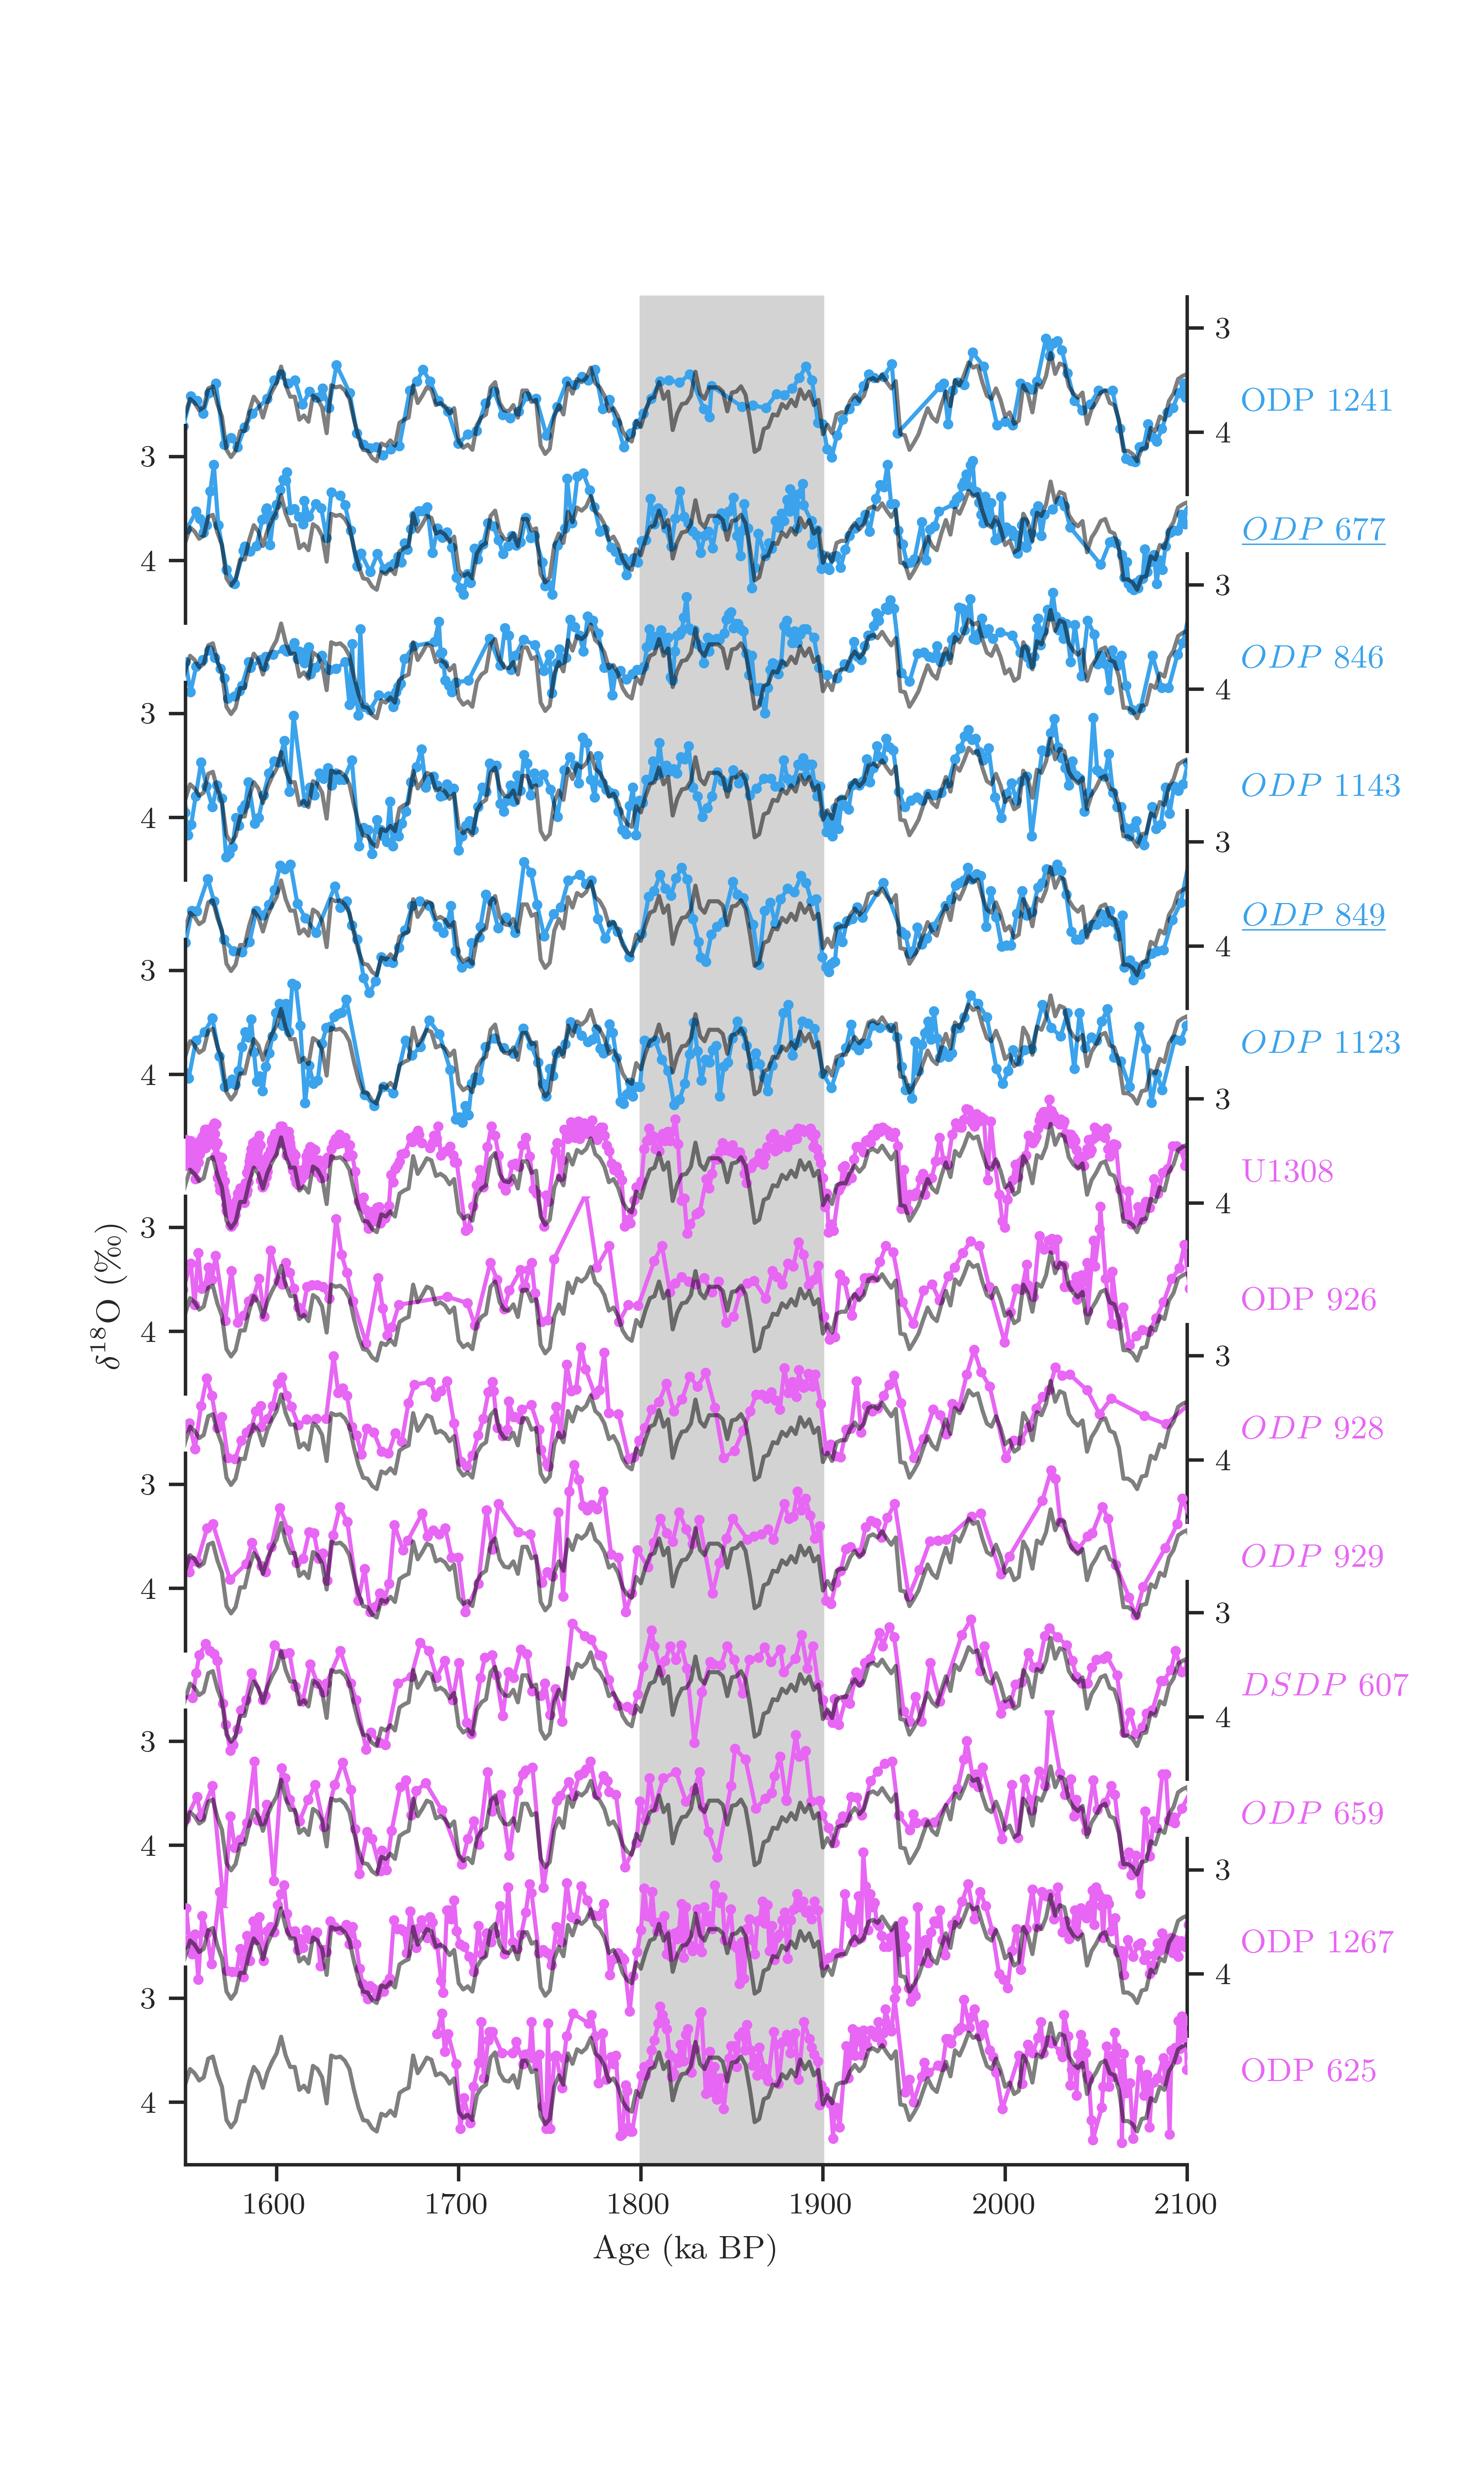 3
ODP 1241
4
3
ODP 677
4
3
ODP 846
4
3
ODP 1143
4
3
ODP 849
4
3
ODP 1123
4
3
U1308
4
3
ODP 926
4
3
ODP 928
4
3
ODP 929
4
3
DSDP 607
4
3
ODP 659
4
3
ODP 1267
4
3
ODP 625
4
δ¹⁸O (‰)
1600 1700 1800 1900 2000 2100
Age (ka BP)